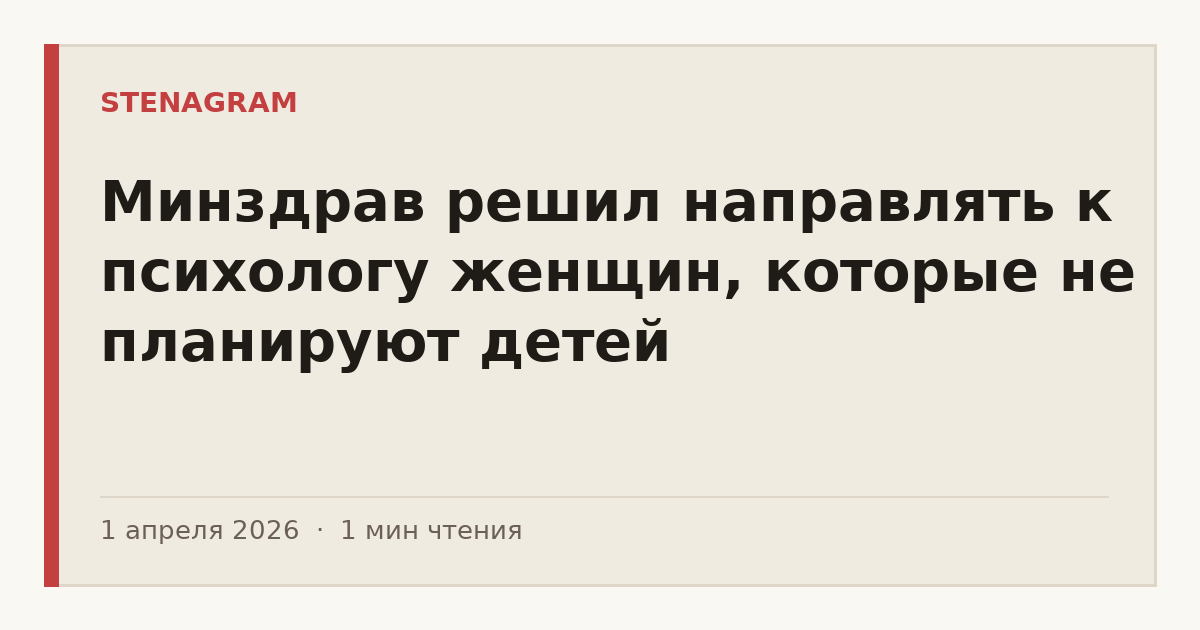 STENAGRAM
Минздрав решил направлять к
психологу женщин, которые не
планируют детей
1 апреля 2026 · 1 мин чтения